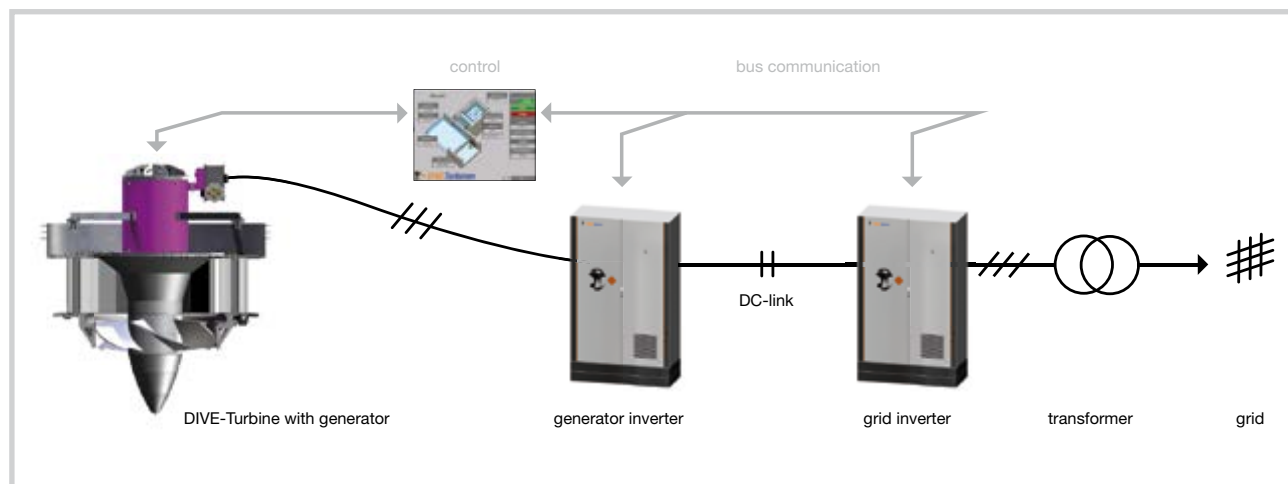 control
bus communication
DC-link
DIVE-Turbine with generator
generator inverter
grid inverter
transformer
grid